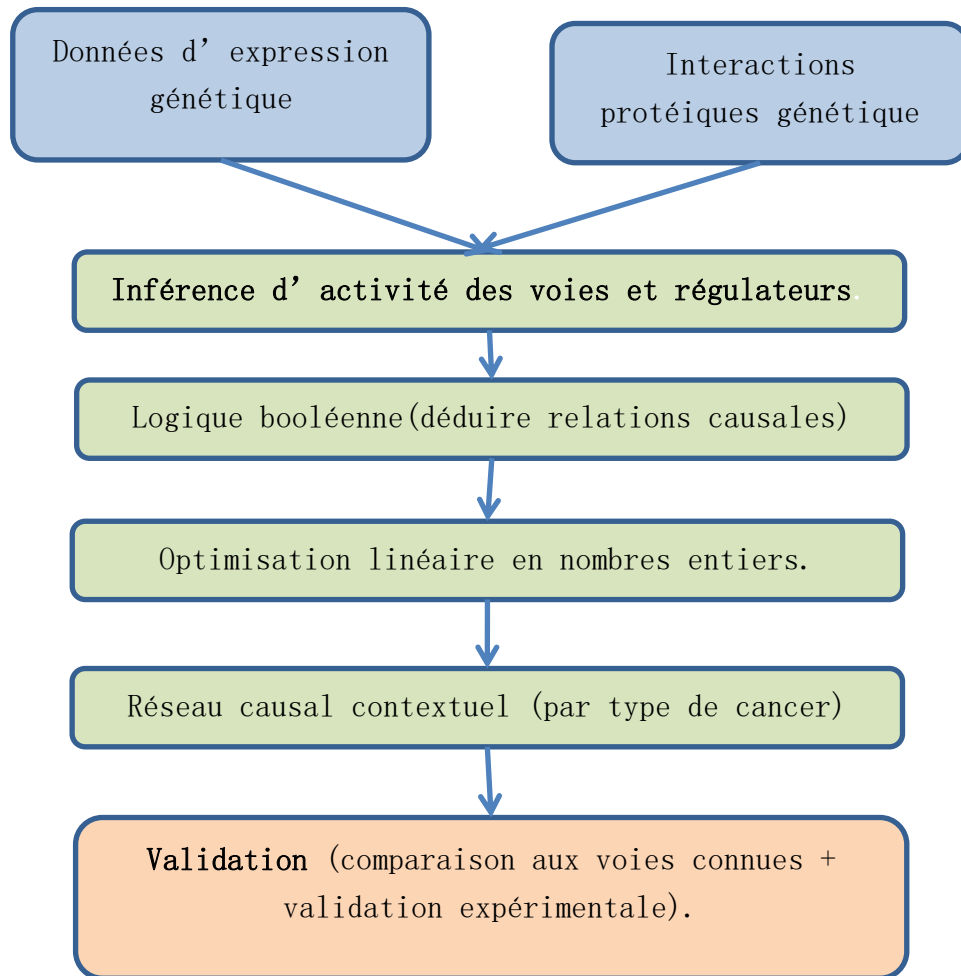 Données d’expression
génétique
Interactions
protéiques génétique
Inférence d’activité des voies et régulateurs.
Logique booléenne(déduire relations causales)
Optimisation linéaire en nombres entiers.
Réseau causal contextuel (par type de cancer)
Validation (comparaison aux voies connues +
validation expérimentale).